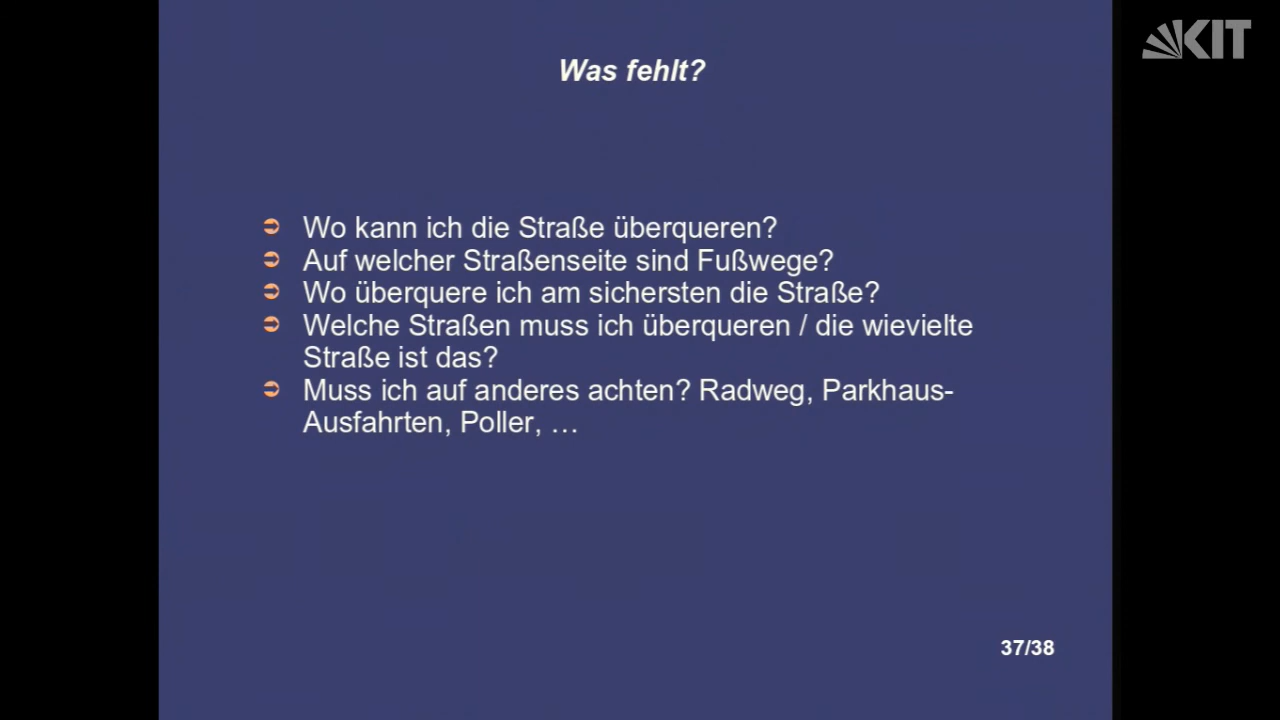 KIT
Was fehlt?
Wo kann ich die Straße überqueren?
Auf welcher Straßenseite sind Fußwege?
Wo überquere ich am sichersten die Straße?
Welche Straßen muss ich überqueren / die wievielte
Straße ist das?
Muss ich auf anderes achten? Radweg, Parkhaus-
Ausfahrten, Poller, …
37/38